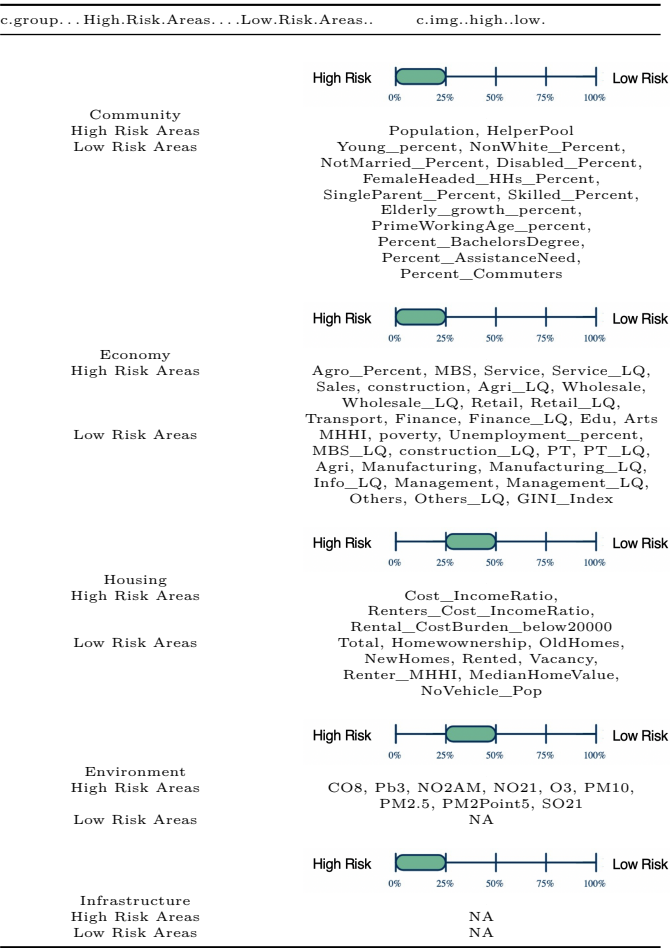 c.group...High.Risk.Areas....Low.Risk.Areas.. c.img..high..low.
High Risk Low Risk
0% 25% 50% 75% 100%
Community
High Risk Areas Population, HelperPool
Low Risk Areas Young_percent, NonWhite_Percent,
NotMarried_Percent, Disabled_Percent,
FemaleHeaded_HHs_Percent,
SingleParent_Percent, Skilled_Percent,
Elderly_growth_percent,
PrimeWorkingAge_percent,
Percent_BachelorsDegree,
Percent_AssistanceNeed,
Percent_Commuters
High Risk Low Risk
0% 25% 50% 75% 100%
Economy
High Risk Areas Agro_Percent, MBS, Service, Service_LQ,
Sales, construction, Agri_LQ, Wholesale,
Wholesale_LQ, Retail, Retail_LQ,
Transport, Finance, Finance_LQ, Edu, Arts
Low Risk Areas MHHI, poverty, Unemployment_percent,
MBS_LQ, construction_LQ, PT, PT_LQ,
Agri, Manufacturing, Manufacturing_LQ,
Info_LQ, Management, Management_LQ,
Others, Others_LQ, GINI_Index
High Risk Low Risk
0% 25% 50% 75% 100%
Housing
High Risk Areas Cost_IncomeRatio,
Renters_Cost_IncomeRatio,
Rental_CostBurden_below20000
Low Risk Areas Total, Homewownership, OldHomes,
NewHomes, Rented, Vacancy,
Renter_MHHI, MedianHomeValue,
NoVehicle_Pop
High Risk Low Risk
0% 25% 50% 75% 100%
Environment
High Risk Areas CO8, Pb3, NO2AM, NO21, O3, PM10,
PM2.5, PM2Point5, SO21
Low Risk Areas NA
High Risk Low Risk
0% 25% 50% 75% 100%
Infrastructure
High Risk Areas NA
Low Risk Areas NA